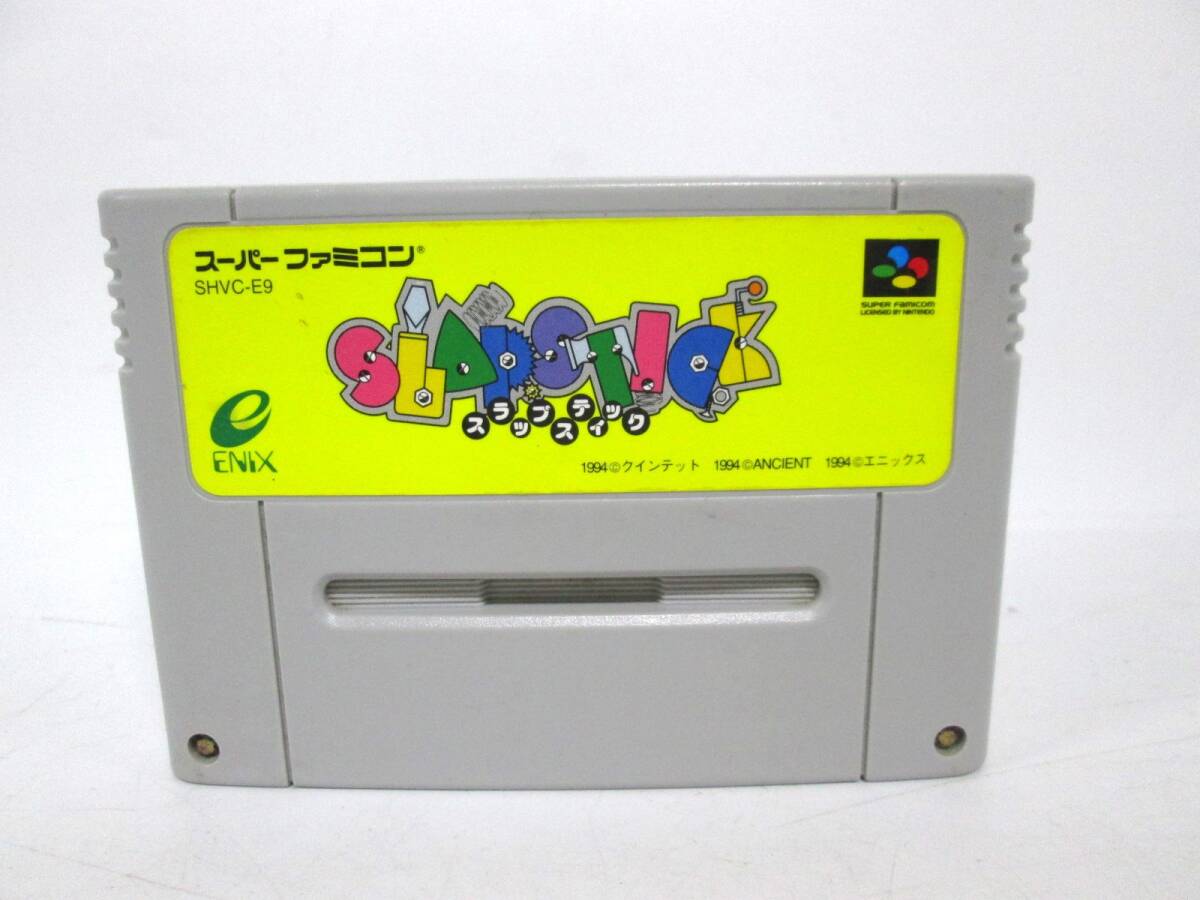 スーパーファミコン®
SHVC-E9
SLAPSTICK
スラップスティック
SUPER FAMICOM
LICENSED BY NINTENDO
ENIX
1994©クインテット 1994©ANCIENT 1994©エニックス